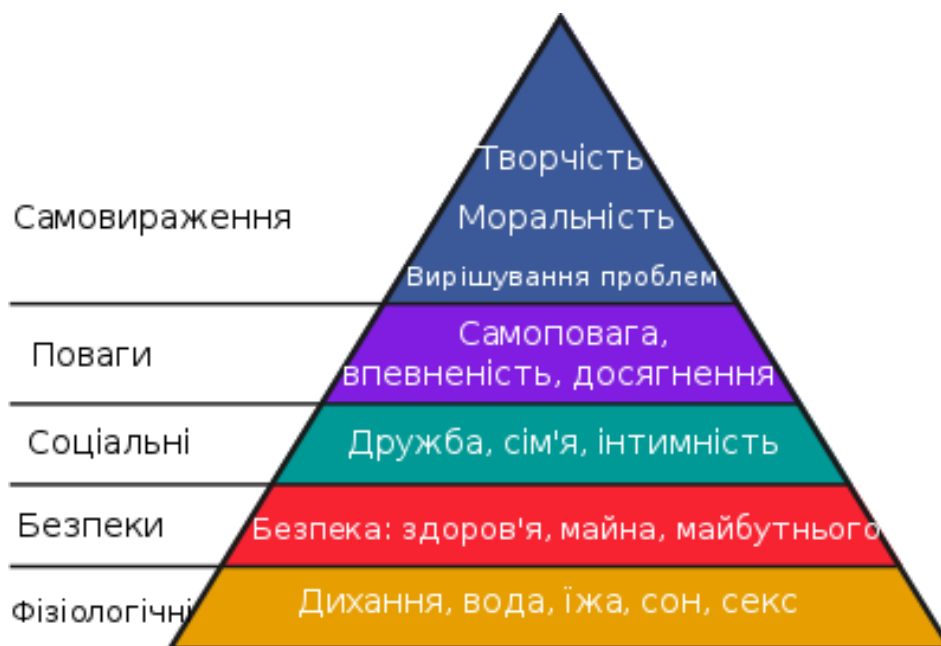 Творчість
Самовираження
Моральність
Вирішування проблем
Поваги
Самоповага,
впевненість, досягнення
Соціальні
Дружба, сім'я, інтимність
Безпеки
Безпека: здоров'я, майна, майбутнього
Фізіологічні
Дихання, вода, їжа, сон, секс